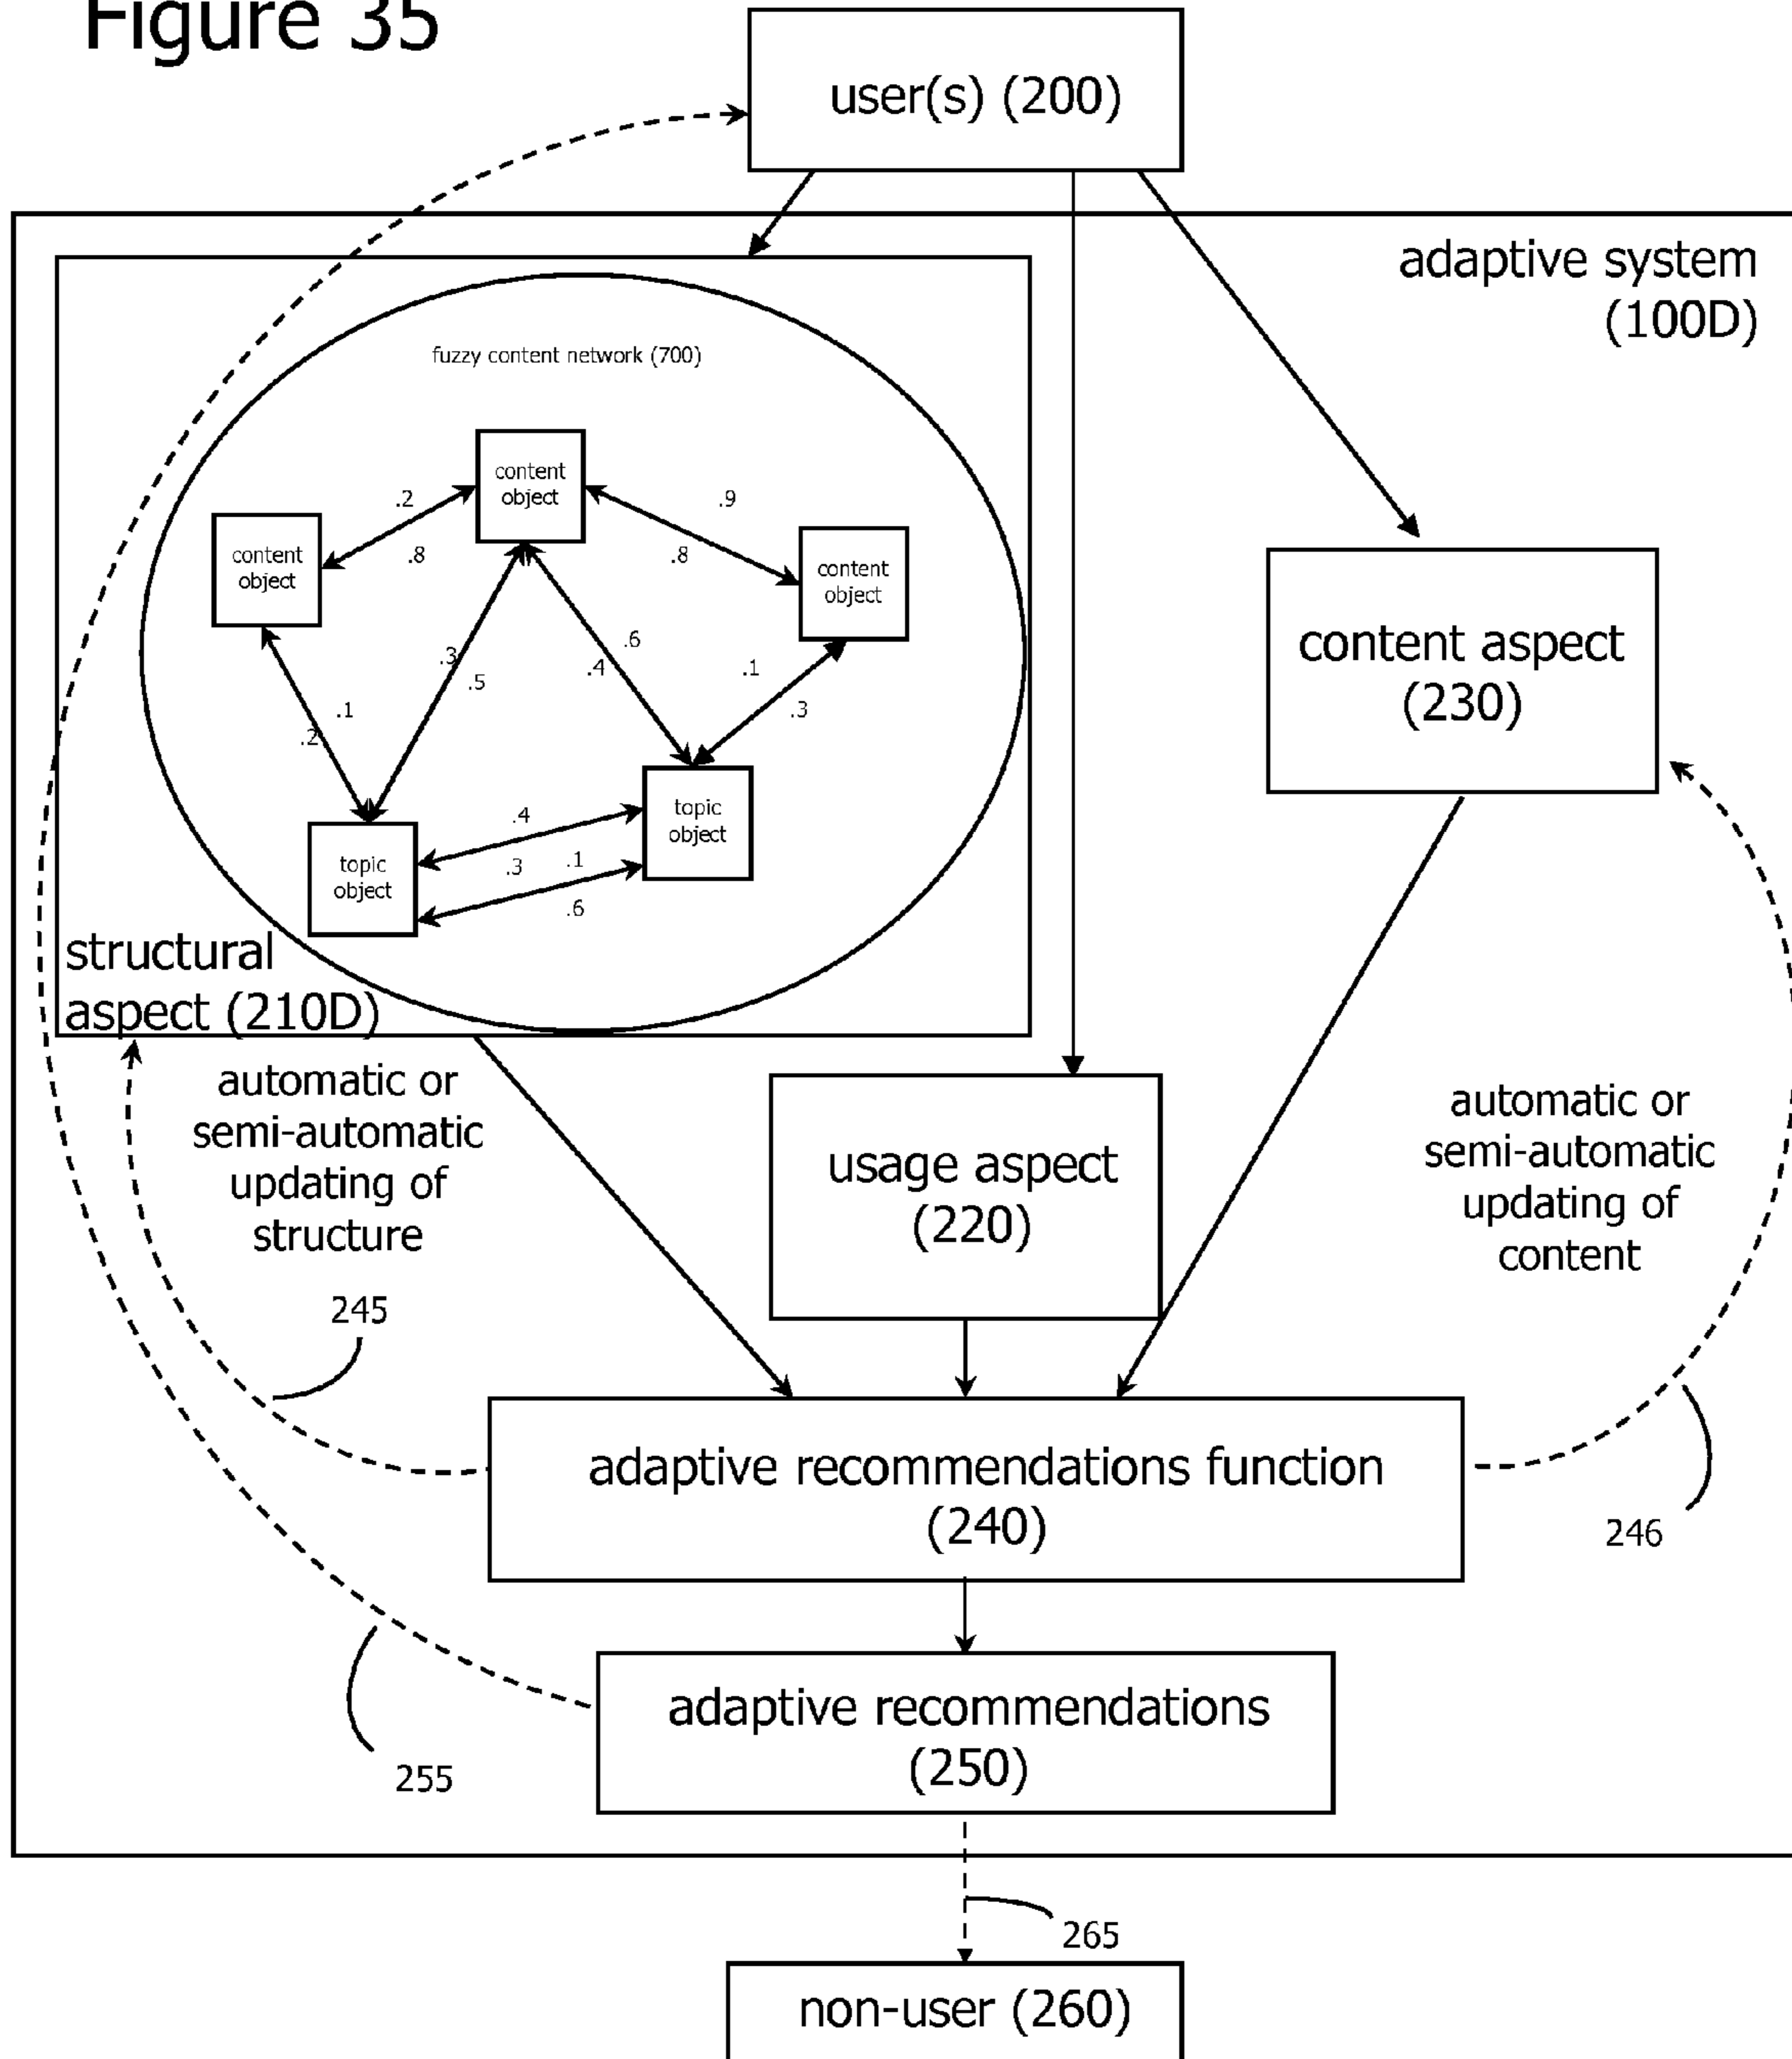 Figure 35
user(s) (200)
adaptive system
(100D)
fuzzy content network (700)
content
object
.2
.8
content
object
.9
.8
content
object
content aspect
(230)
.3
.5
.6
.4
.1
.3
.1
.2
topic
object
.4
.3
.1
.6
topic
object
structural
aspect (210D)
automatic or
semi-automatic
updating of
structure
245
usage aspect
(220)
automatic or
semi-automatic
updating of
content
246
adaptive recommendations function
(240)
adaptive recommendations
(250)
255
265
non-user (260)